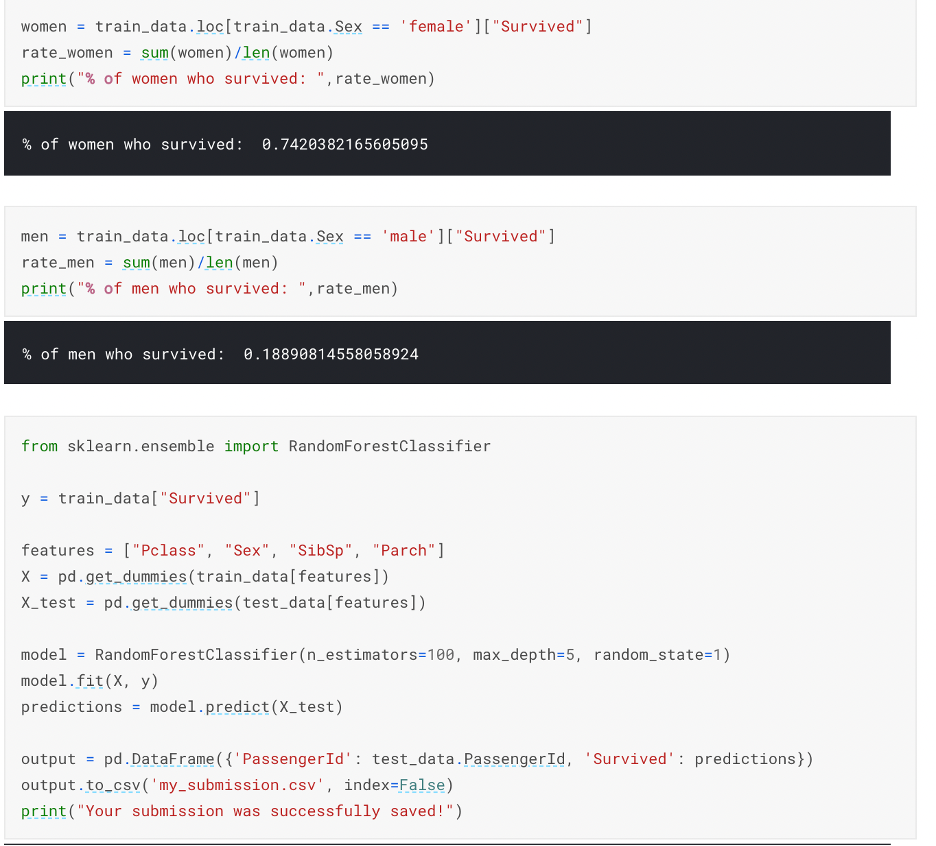 women = train_data.loc[train_data.Sex == 'female']["Survived"]
rate_women = sum(women)/len(women)
print("% of women who survived: ",rate_women)
% of women who survived:  0.7420382165605095
men = train_data.loc[train_data.Sex == 'male']["Survived"]
rate_men = sum(men)/len(men)
print("% of men who survived: ",rate_men)
% of men who survived:  0.18890814558058924
from sklearn.ensemble import RandomForestClassifier
y = train_data["Survived"]
features = ["Pclass", "Sex", "SibSp", "Parch"]
X = pd.get_dummies(train_data[features])
X_test = pd.get_dummies(test_data[features])
model = RandomForestClassifier(n_estimators=100, max_depth=5, random_state=1)
model.fit(X, y)
predictions = model.predict(X_test)
output = pd.DataFrame({'PassengerId': test_data.PassengerId, 'Survived': predictions})
output.to_csv('my_submission.csv', index=False)
print("Your submission was successfully saved!")